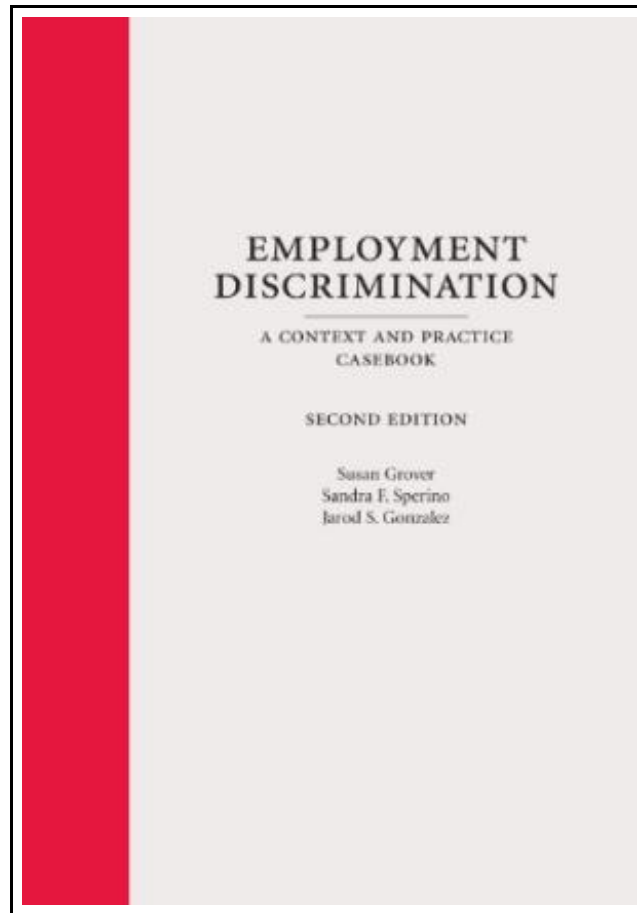 EMPLOYMENT
DISCRIMINATION
A CONTEXT AND PRACTICE
CASEBOOK
SECOND EDITION
Susan Grover
Sandra F. Sperino
Jarod S. Gonzalez